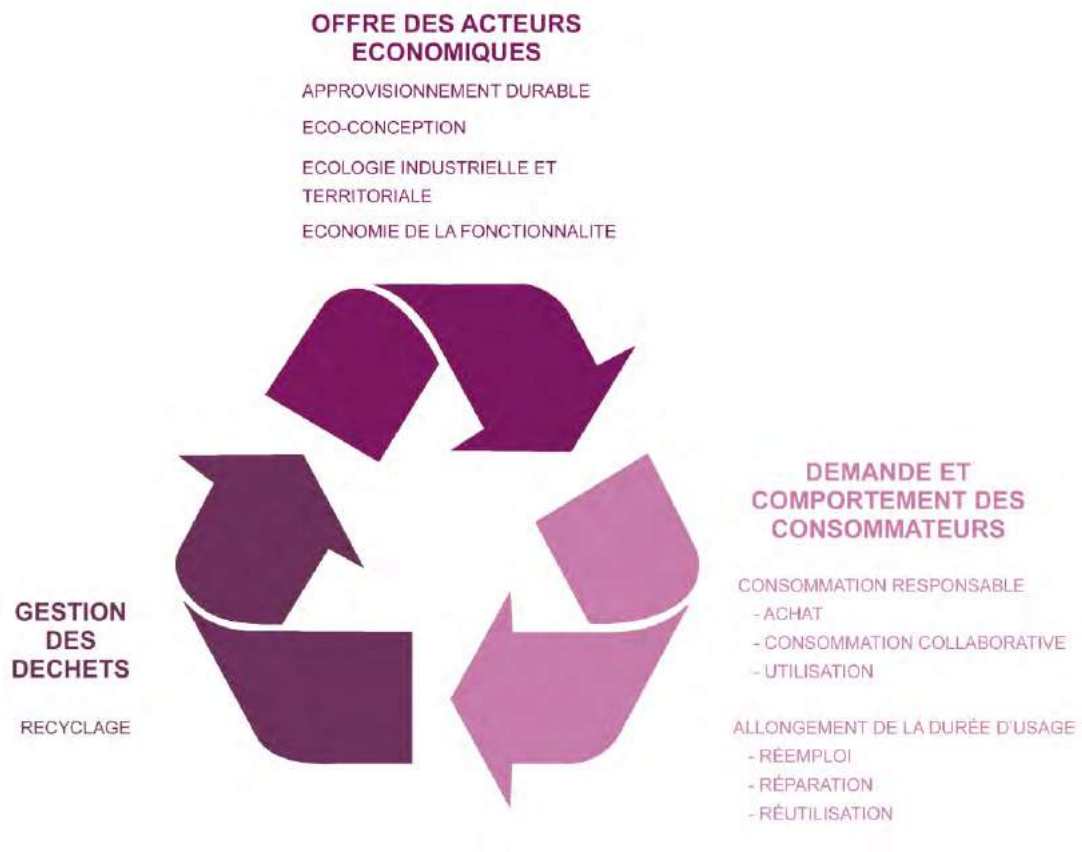 OFFRE DES ACTEURS
ECONOMIQUES
APPROVISIONNEMENT DURABLE
ECO-CONCEPTION
ECOLOGIE INDUSTRIELLE ET
TERRITORIALE
ECONOMIE DE LA FONCTIONNALITE
DEMANDE ET
COMPORTEMENT DES
CONSOMMATEURS
CONSOMMATION RESPONSABLE
- ACHAT
- CONSOMMATION COLLABORATIVE
- UTILISATION
ALLONGEMENT DE LA DURÉE D'USAGE
- RÉEMPLOI
- RÉPARATION
- RÉUTILISATION
GESTION
DES
DECHETS
RECYCLAGE